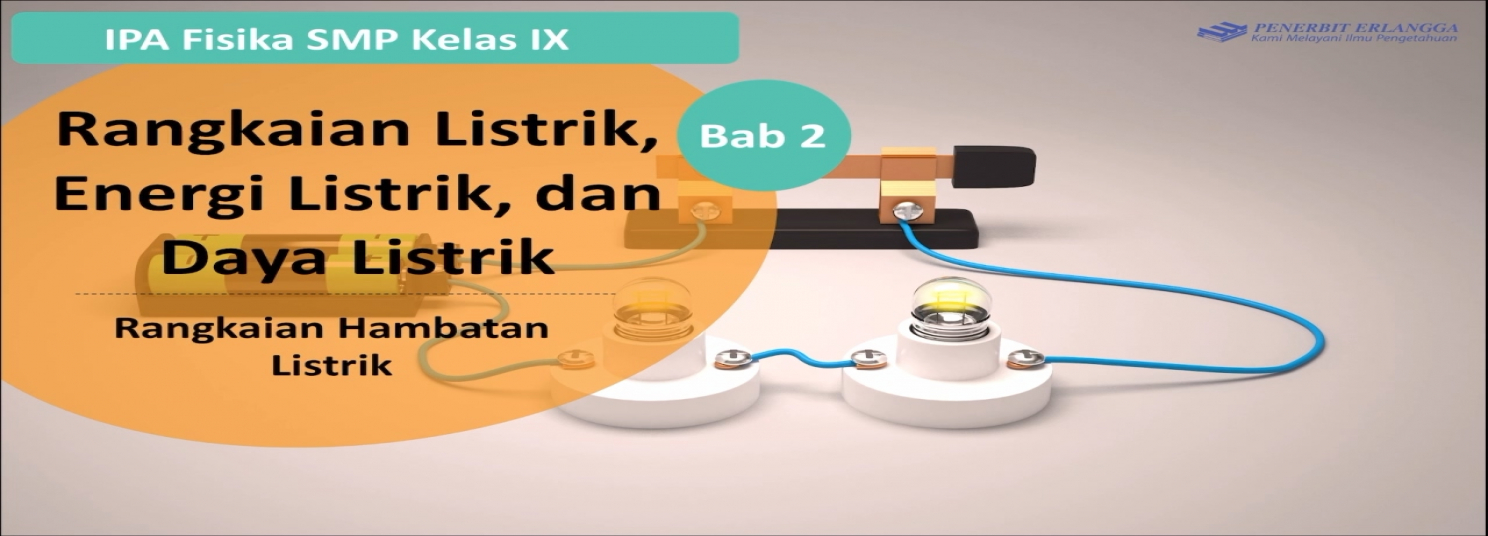 IPA Fisika SMP Kelas IX
PENERBIT ERLANGGA
Kami Melayani Ilmu Pengetahuan
Rangkaian Listrik,
Energi Listrik, dan
Daya Listrik
Bab 2
Rangkaian Hambatan
Listrik